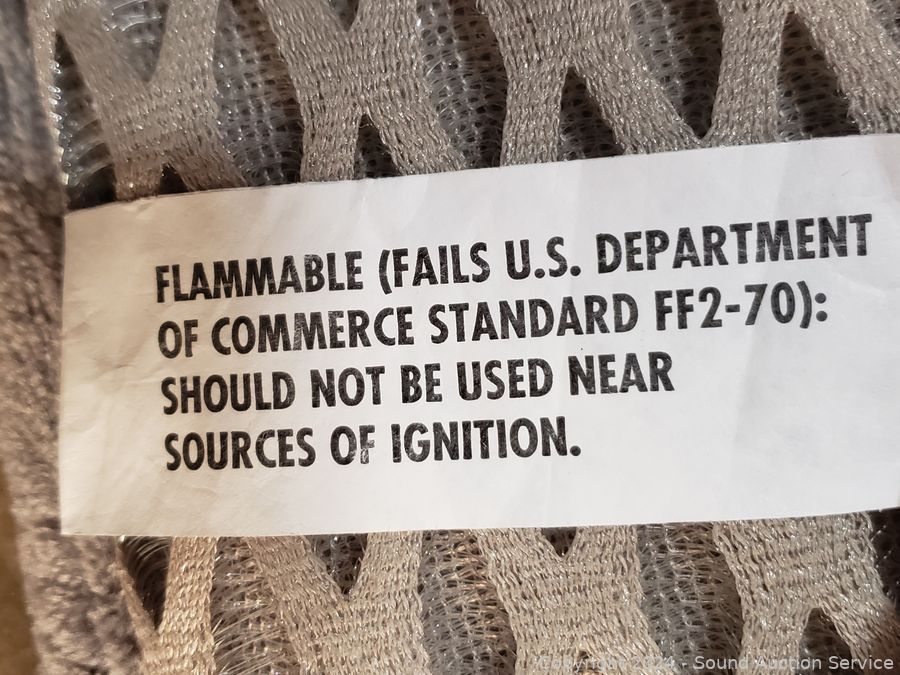 FLAMMABLE (FAILS U.S. DEPARTMENT
OF COMMERCE STANDARD FF2-70):
SHOULD NOT BE USED NEAR
SOURCES OF IGNITION.
Copyright 2024 - Sound Auction Service